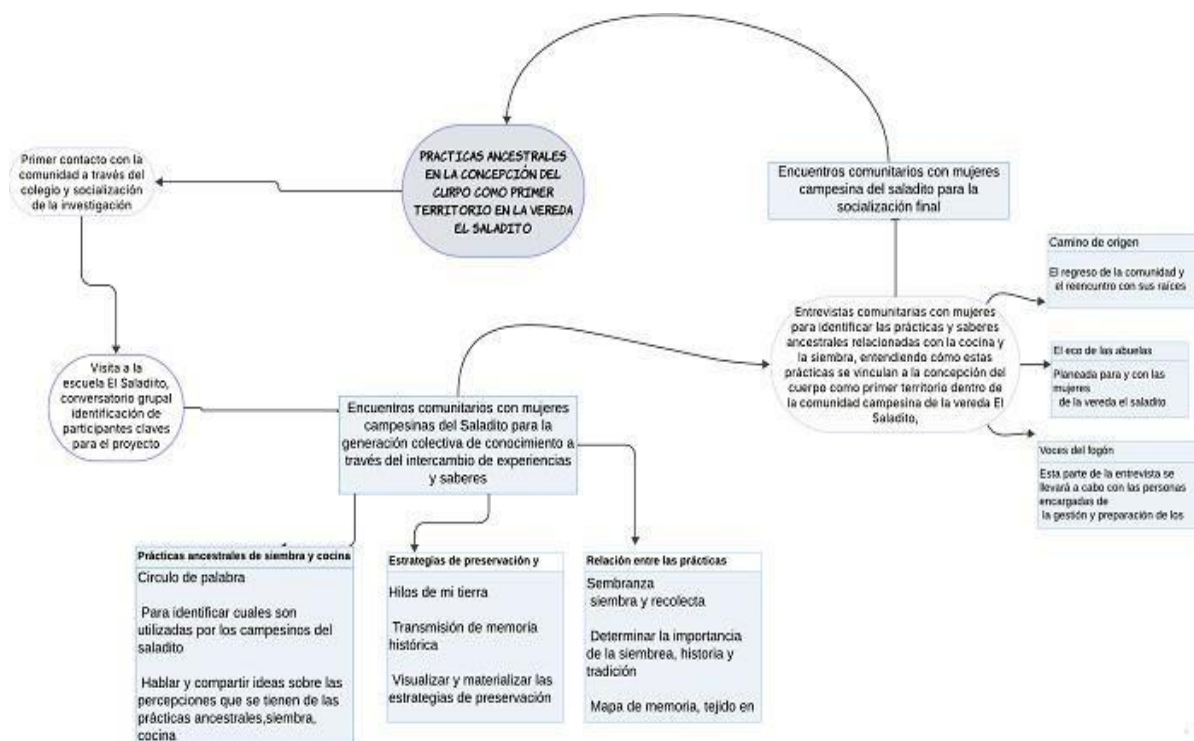 PRACTICAS ANCESTRALES
EN LA CONCEPCIÓN DEL
CURPO COMO PRIMER
TERRITORIO EN LA VEREDA
EL SALADITO
Primer contacto con la
comunidad a través del
colegio y socialización
de la investigación
Visita a la
escuela El Saladito,
conversatorio grupal
identificación de
participantes claves
para el proyecto
Encuentros comunitarios con mujeres
campesinas del Saladito para la
generación colectiva de conocimiento a
través del intercambio de experiencias
y saberes
Prácticas ancestrales de siembra y cocina
Circulo de palabra
Para identificar cuales son
utilizadas por los campesinos del
saladito
Hablar y compartir ideas sobre las
percepciones que se tienen de las
prácticas ancestrales,siembra,
cocina
Estrategias de preservación y
Hilos de mi tierra
Transmisión de memoria
histórica
Visualizar y materializar las
estrategias de preservación
Relación entre las prácticas
Sembranza
siembra y recolecta
Determinar la importancia
de la siembrea, historia y
tradición
Mapa de memoria, tejido en
Entrevistas comunitarias con mujeres
para identificar las prácticas y saberes
ancestrales relacionadas con la cocina y
la siembra, entendiendo cómo estas
prácticas se vinculan a la concepción del
cuerpo como primer territorio dentro de
la comunidad campesina de la vereda El
Saladito,
Camino de origen
El regreso de la comunidad y
el reencuntro con sus raíces
El eco de las abuelas
Planeada para y con las
mujeres
de la vereda el saladito
Voces del fogón
Esta parte de la entrevista se
llevará a cabo con las personas
encargadas de
la gestión y preparación de los
Encuentros comunitarios con mujeres
campesina del saladito para la
socialización final